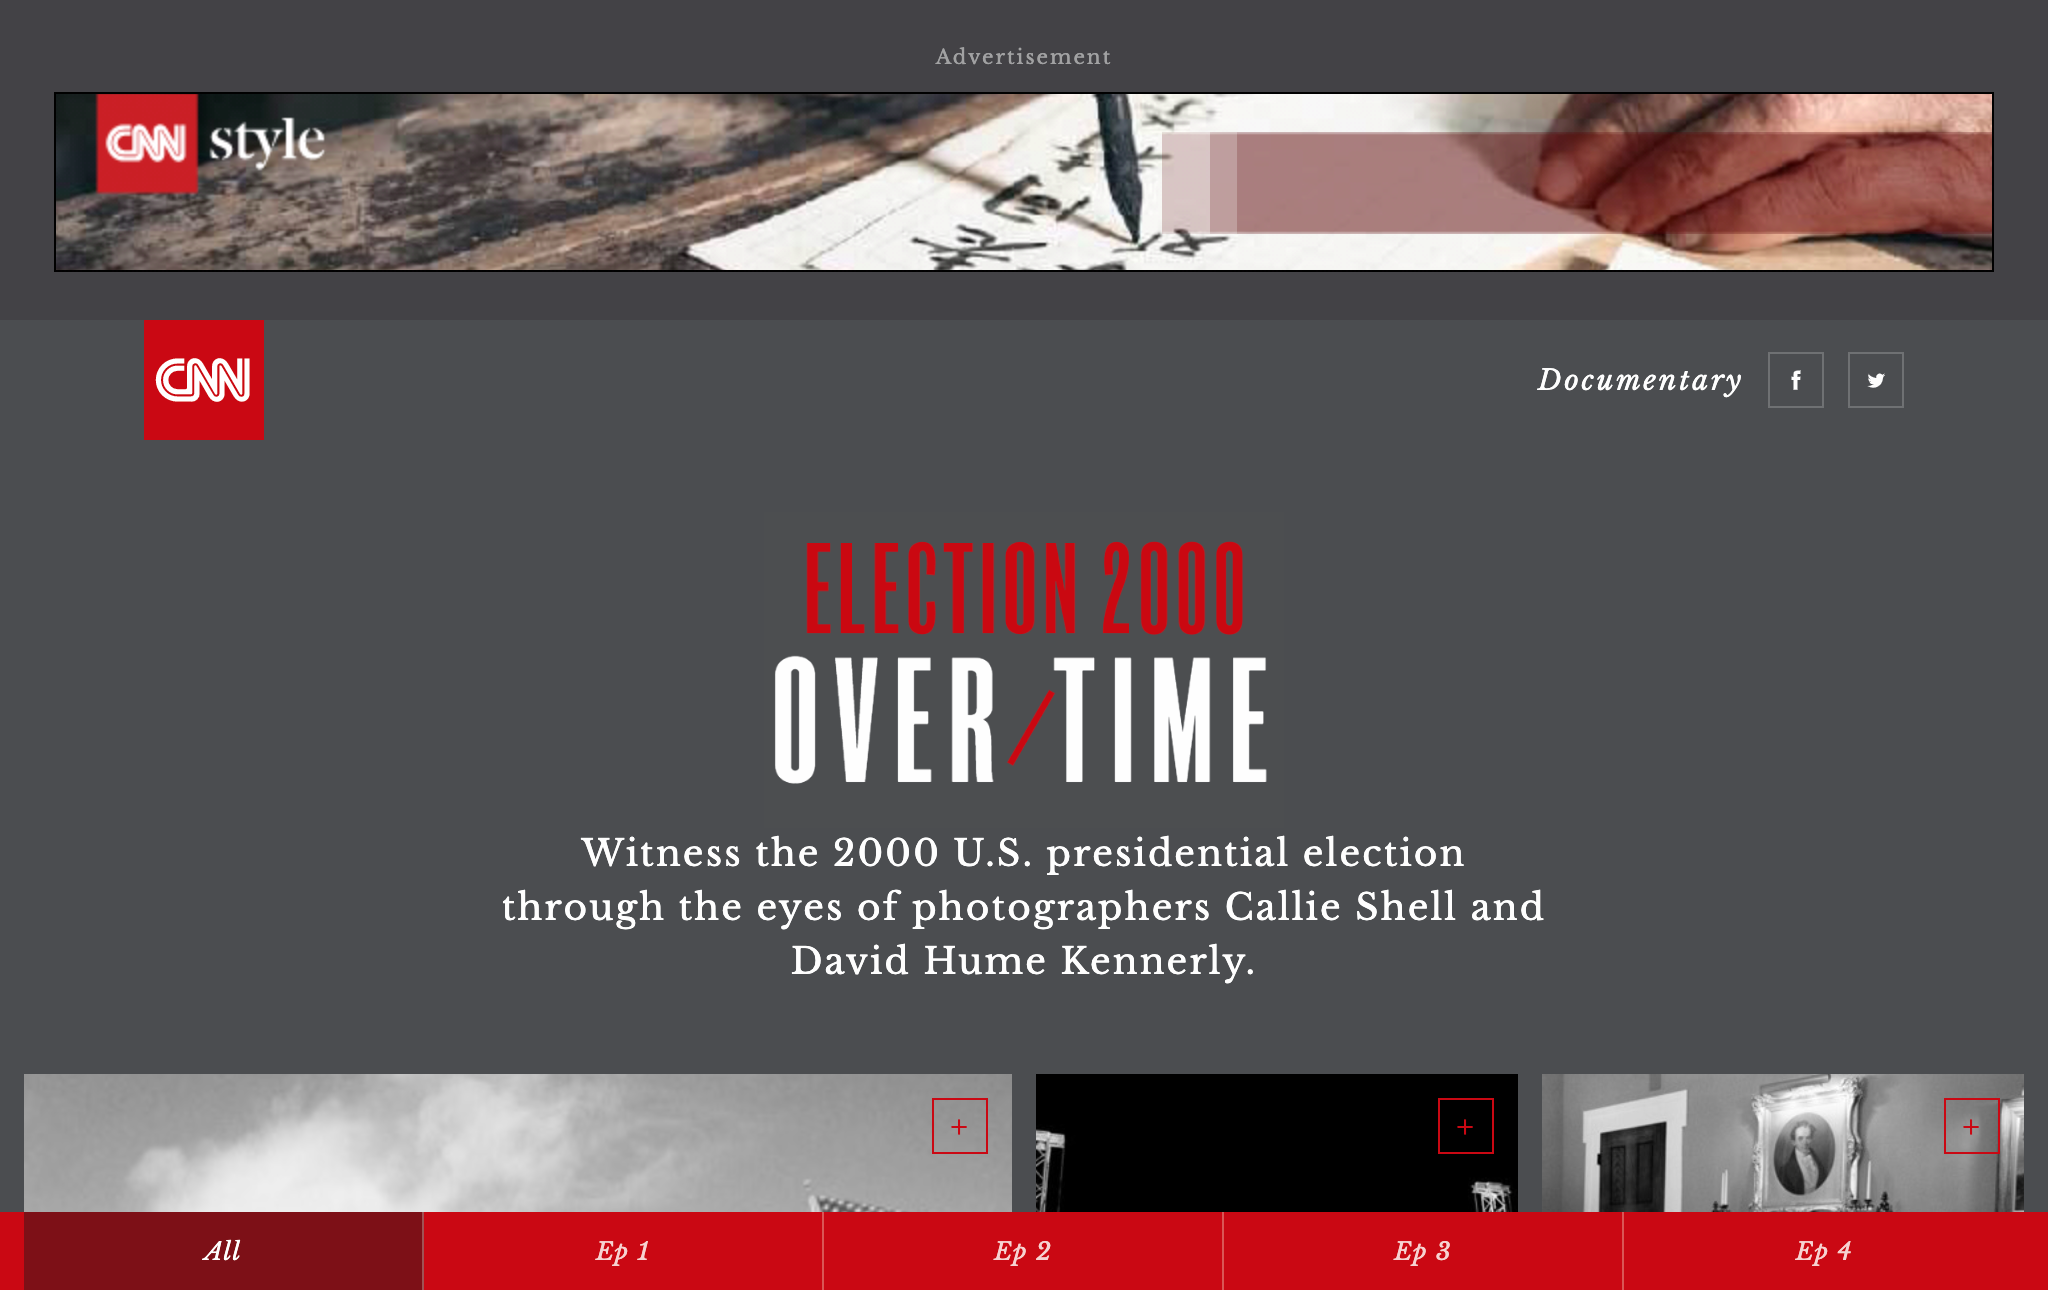 Advertisement
CNN style
CNN
Documentary
ELECTION 2000
OVER/TIME
Witness the 2000 U.S. presidential election
through the eyes of photographers Callie Shell and
David Hume Kennerly.
All
Ep 1
Ep 2
Ep 3
Ep 4